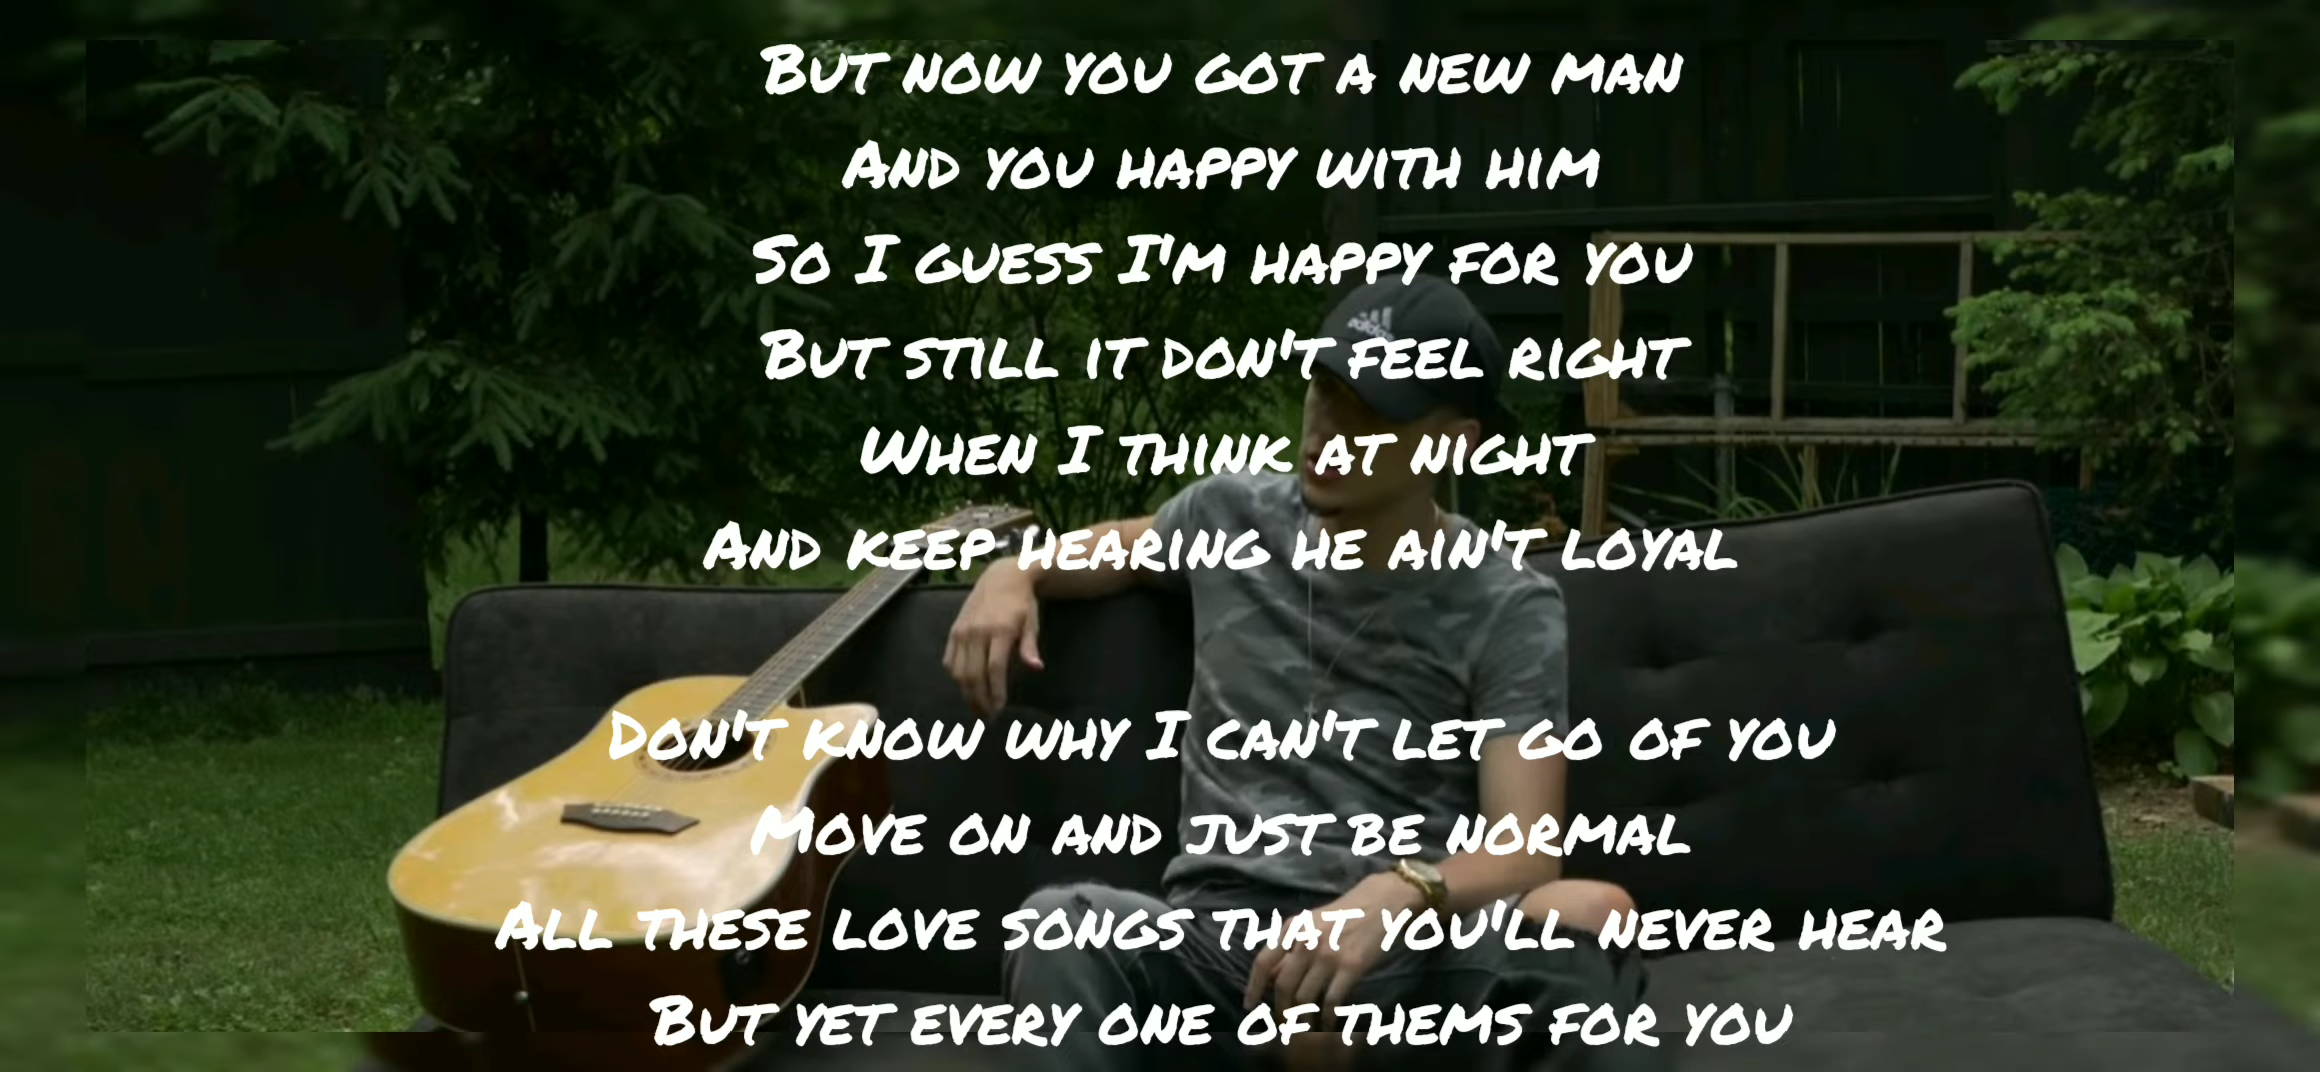 But now you got a new man
And you happy with him
So I guess I'm happy for you
But still it don't feel right
When I think at night
And keep hearing he ain't loyal
Don't know why I can't let go of you
Move on and just be normal
All these love songs that you'll never hear
But yet every one of thems for you
adidas